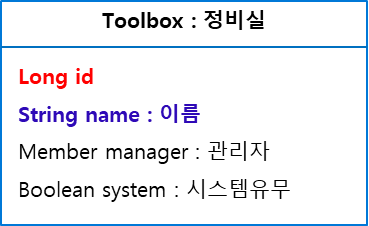 Toolbox : 정비실
Long id
String name : 이름
Member manager : 관리자
Boolean system : 시스템유무